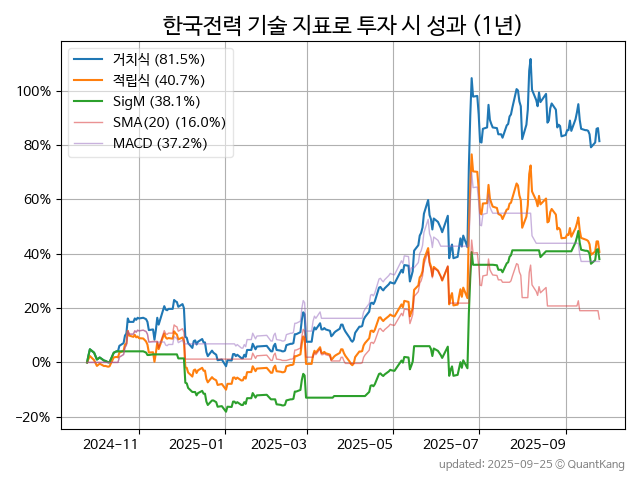 한국전력 기술 지표로 투자 시 성과 (1년)
거치식 (81.5%)
적립식 (40.7%)
SigM (38.1%)
SMA(20) (16.0%)
MACD (37.2%)
100%
80%
60%
40%
20%
0%
−20%
2024-11
2025-01
2025-03
2025-05
2025-07
2025-09
updated: 2025-09-25 © QuantKang